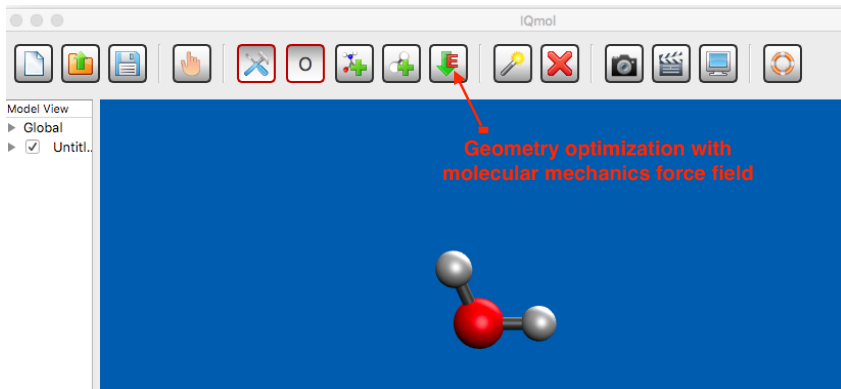 IQmol
O
E
Model View
Global
Untitl..
Geometry optimization with
molecular mechanics force field